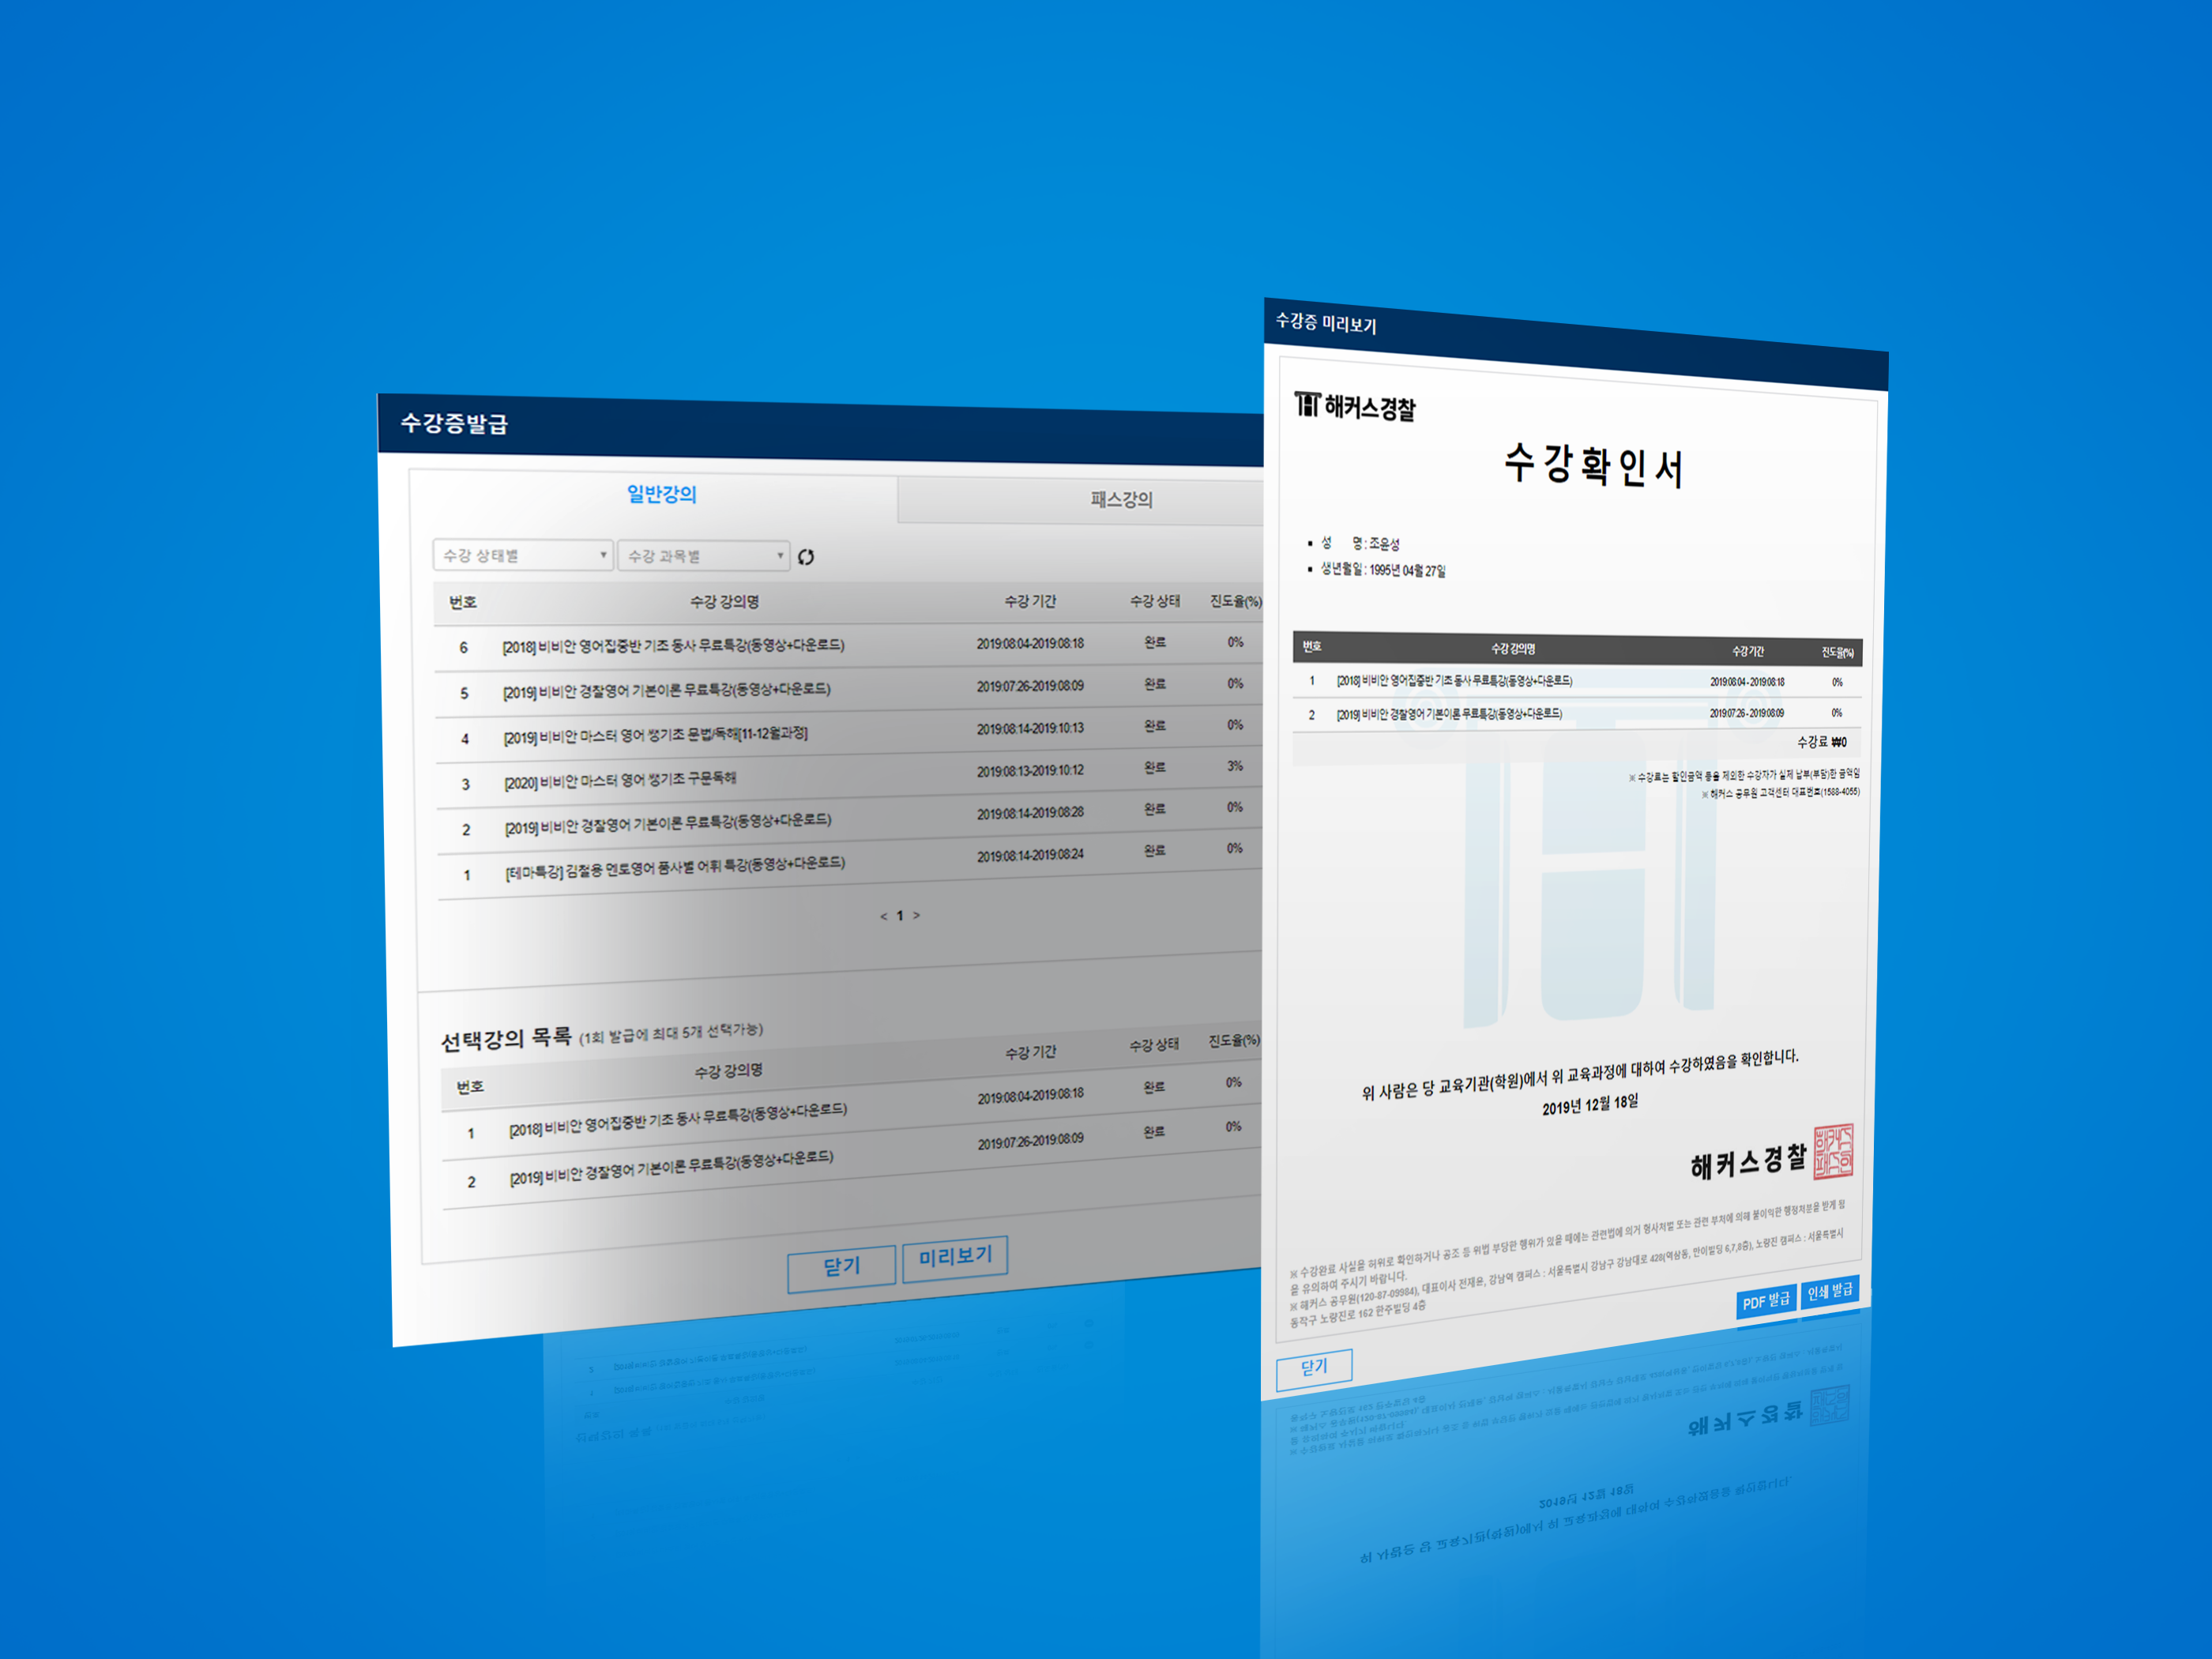 수강증발급
일반강의
패스강의
수강 상태별
수강 과목별
번호 수강 강의명 수강 기간 수강 상태 진도율(%)
6 [2018] 비비안 영어집중반 기초 동사 무료특강(동영상+다운로드) 2019:08:04-2019:08:18 완료 0%
5 [2019] 비비안 경찰영어 기본이론 무료특강(동영상+다운로드) 2019:07:26-2019:08:09 완료 0%
4 [2019] 비비안 마스터 영어 쌩기초 문법/독해[11-12월과정] 2019:08:14-2019:10:13 완료 0%
3 [2020] 비비안 마스터 영어 쌩기초 구문독해 2019:08:13-2019:10:12 완료 3%
2 [2019] 비비안 경찰영어 기본이론 무료특강(동영상+다운로드) 2019:08:14-2019:08:28 완료 0%
1 [테마특강] 김철용 멘토영어 품사별 어휘 특강(동영상+다운로드) 2019:08:14-2019:08:24 완료 0%
< 1 >
선택강의 목록 (1회 발급에 최대 5개 선택가능)
번호 수강 강의명 수강 기간 수강 상태 진도율(%)
1 [2018] 비비안 영어집중반 기초 동사 무료특강(동영상+다운로드) 2019:08:04-2019:08:18 완료 0%
2 [2019] 비비안 경찰영어 기본이론 무료특강(동영상+다운로드) 2019:07:26-2019:08:09 완료 0%
닫기 미리보기
수강증 미리보기
해커스경찰
수강확인서
▪ 성 명 : 조윤성
▪ 생년월일 : 1995년 04월 27일
번호 수강 강의명 수강 기간 진도율(%)
1 [2018] 비비안 영어집중반 기초 동사 무료특강(동영상+다운로드) 2019:08:04 - 2019:08:18 0%
2 [2019] 비비안 경찰영어 기본이론 무료특강(동영상+다운로드) 2019:07:26 - 2019:08:09 0%
수강료 ₩0
※ 수강료는 할인금액 등을 제외한 수강자가 실제 납부(부담)한 금액임
※ 해커스 공무원 고객센터 대표번호(1588-4055)
위 사람은 당 교육기관(학원)에서 위 교육과정에 대하여 수강하였음을 확인합니다.
2019년 12월 18일
해커스경찰
※ 수강완료 사실을 허위로 확인하거나 공조 등 위법 부당한 행위가 있을 때에는 관련법에 의거 형사처벌 또는 관련 부처에 의해 불이익한 행정처분을 받게 됨
을 유의하여 주시기 바랍니다.
※ 해커스 공무원(120-87-09984), 대표이사 전재윤, 강남역 캠퍼스 : 서울특별시 강남구 강남대로 428(역삼동, 만이빌딩 6,7,8층), 노량진 캠퍼스 : 서울특별시
동작구 노량진로 162 한주빌딩 4층
PDF 발급 인쇄 발급
닫기